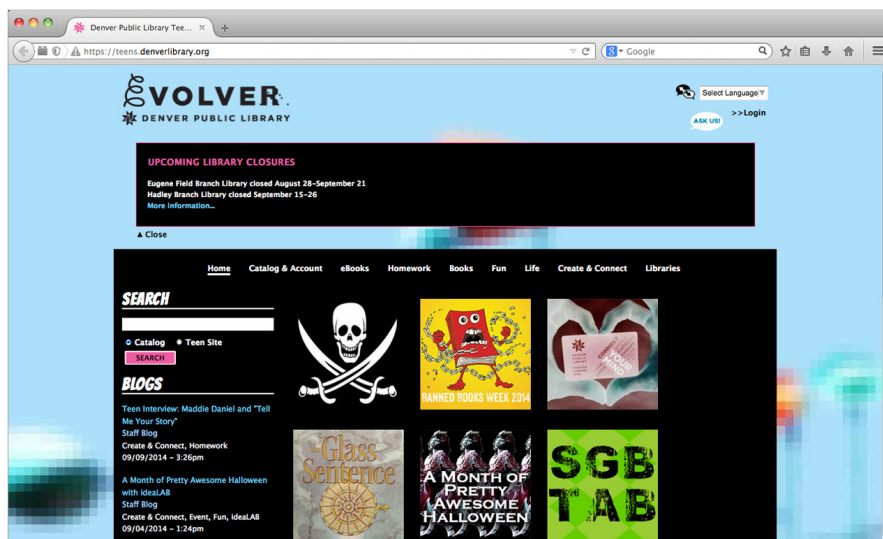 Denver Public Library Tee...
https://teens.denverlibrary.org
Google
EVOLVER
DENVER PUBLIC LIBRARY
Select Language
ASK US!
>>Login
UPCOMING LIBRARY CLOSURES
Eugene Field Branch Library closed August 28-September 21
Hadley Branch Library closed September 15-26
More information...
▲ Close
Home Catalog & Account eBooks Homework Books Fun Life Create & Connect Libraries
SEARCH
Catalog Teen Site
SEARCH
BLOGS
Teen Interview: Maddie Daniel and "Tell
Me Your Story"
Staff Blog
Create & Connect, Homework
09/09/2014 - 3:26pm
A Month of Pretty Awesome Halloween
with ideaLAB
Staff Blog
Create & Connect, Event, Fun, ideaLAB
09/04/2014 - 1:24pm
BANNED BOOKS WEEK 2014
YOUR
MIND
The Glass
Sentence
A MONTH OF
PRETTY
AWESOME
HALLOWEEN
SGB
TAB